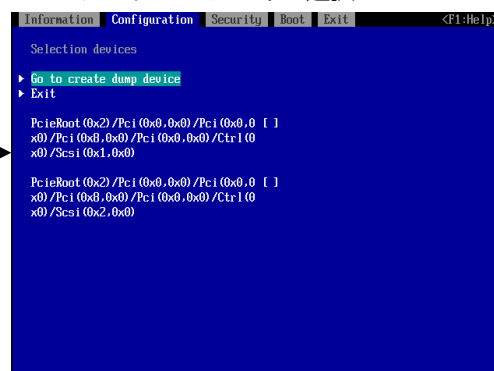 Information Configuration Security Boot Exit <F1:Help>
Selection devices
Go to create dump device
Exit
PcieRoot(0x2)/Pci(0x0,0x0)/Pci(0x0,0 [ ]
x0)/Pci(0x8,0x0)/Pci(0x0,0x0)/Ctrl(0
x0)/Scsi(0x1,0x0)
PcieRoot(0x2)/Pci(0x0,0x0)/Pci(0x0,0 [ ]
x0)/Pci(0x8,0x0)/Pci(0x0,0x0)/Ctrl(0
x0)/Scsi(0x2,0x0)